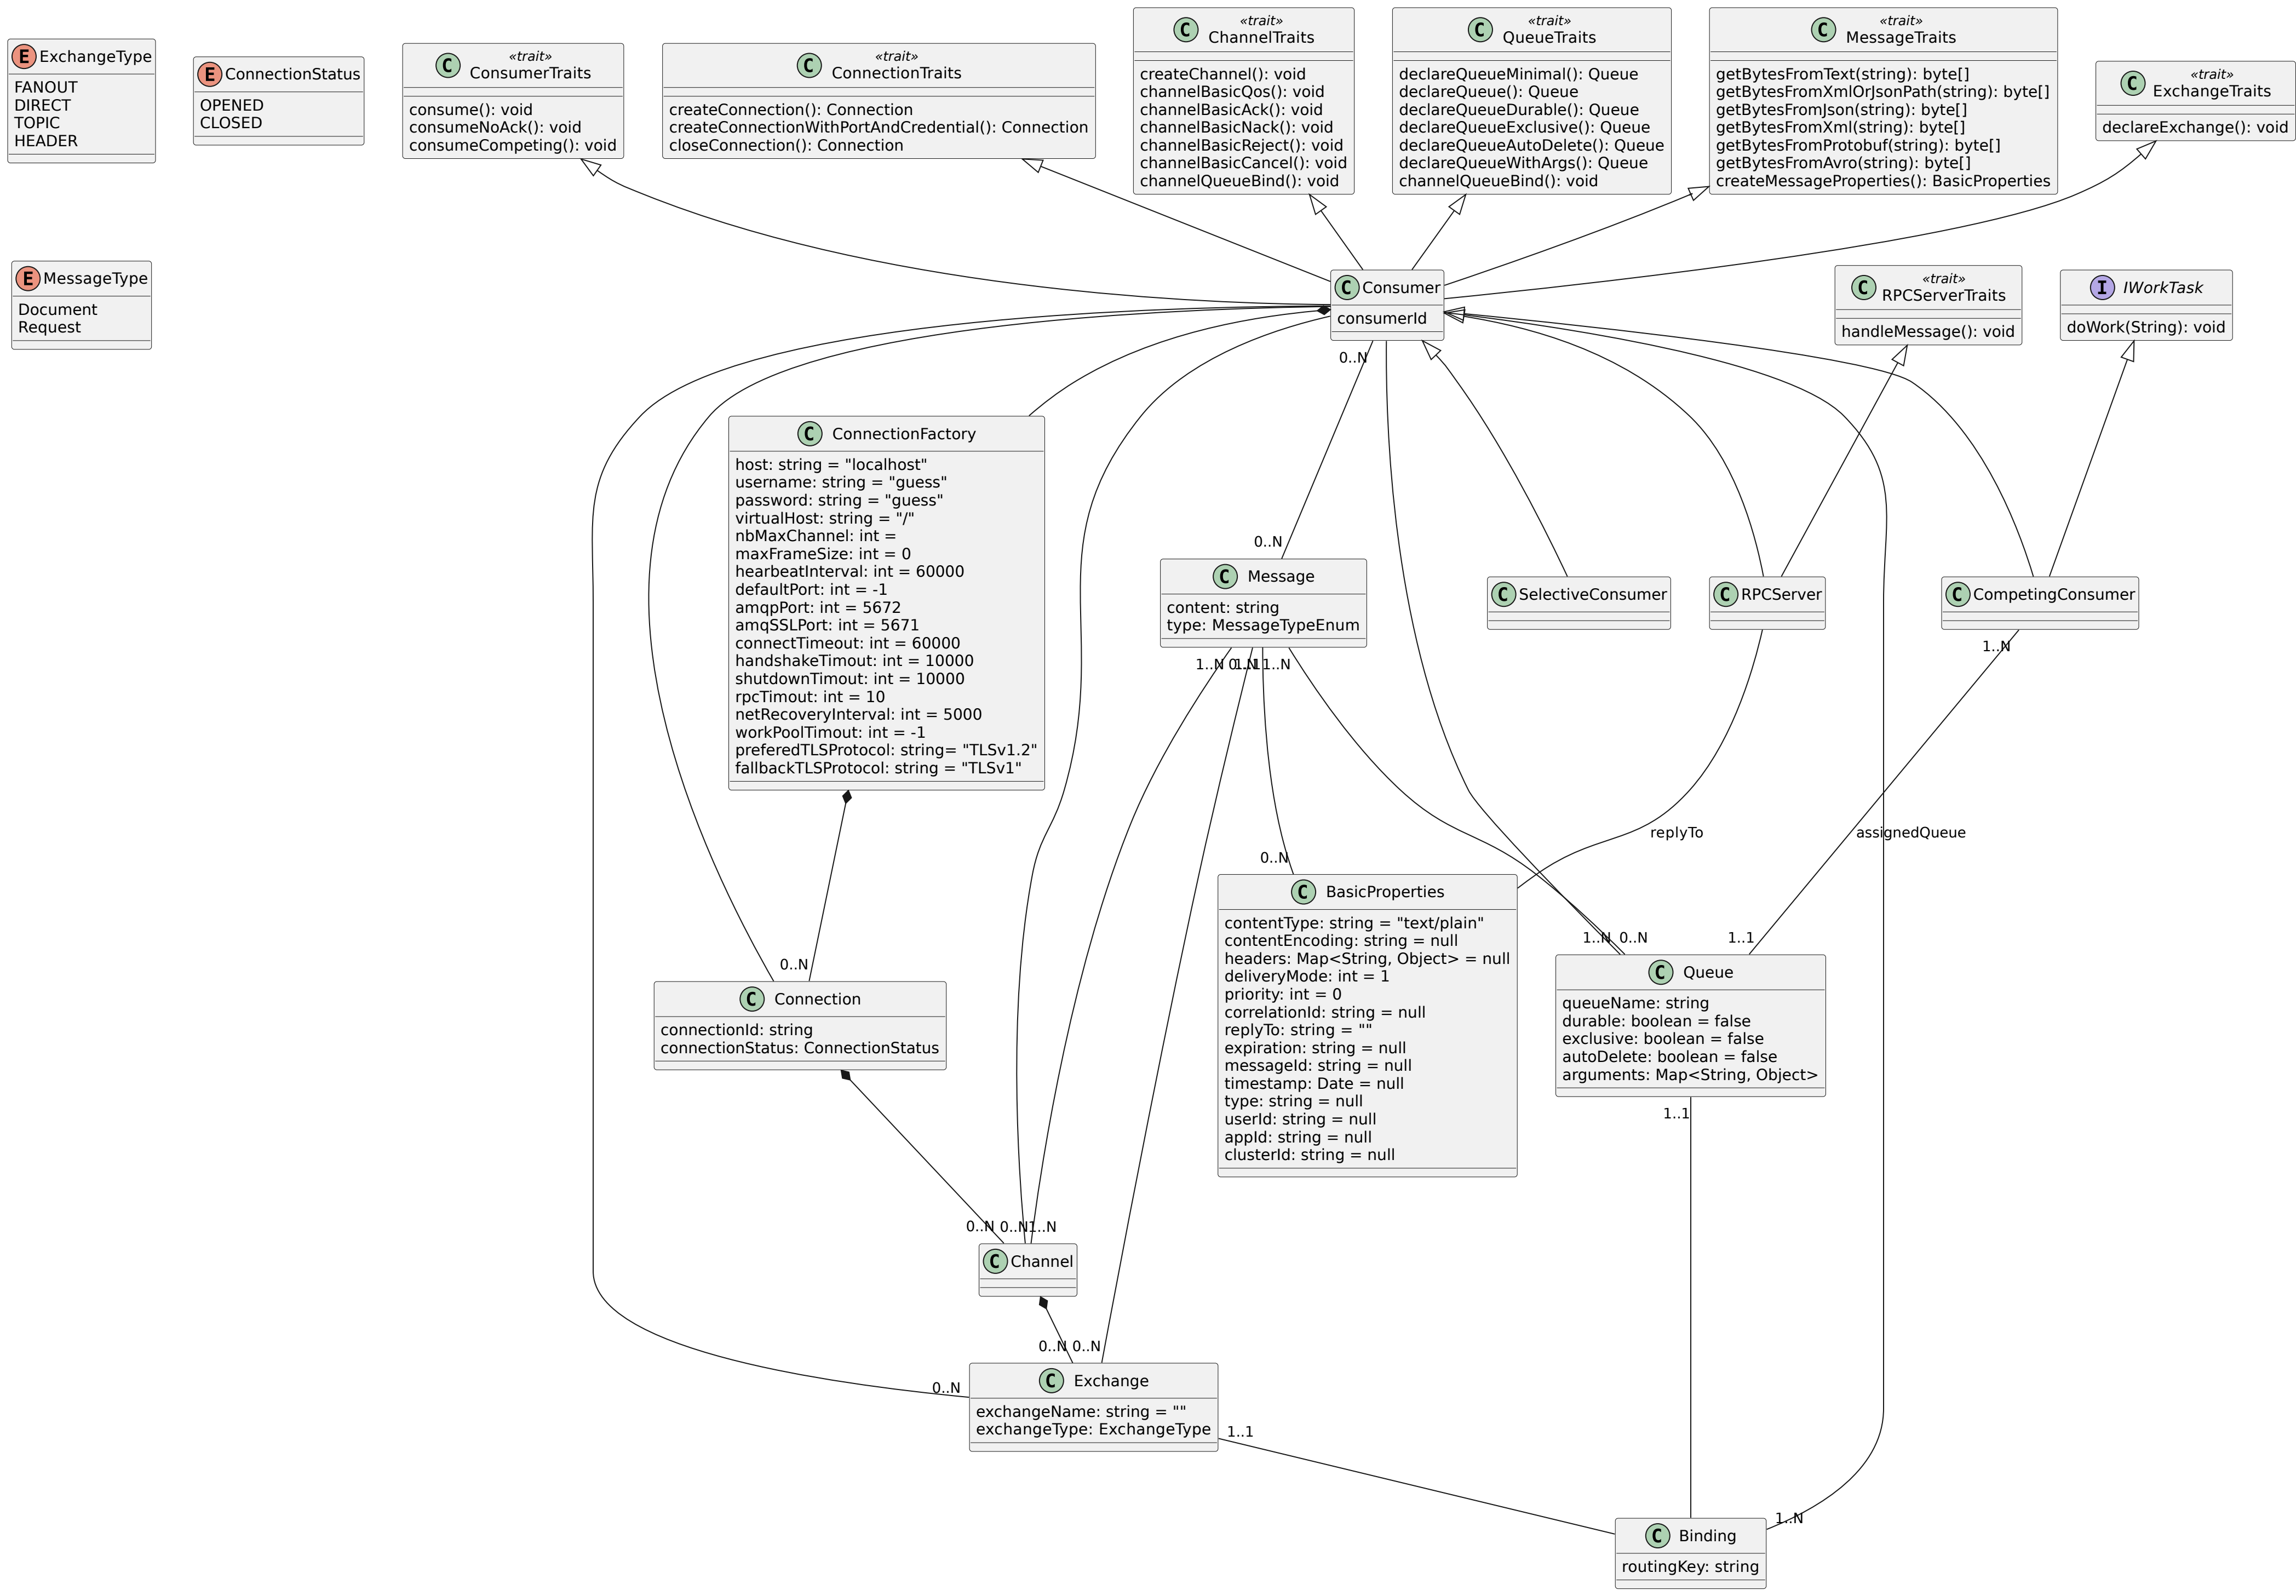 E ExchangeType
FANOUT
DIRECT
TOPIC
HEADER
E ConnectionStatus
OPENED
CLOSED
C «trait»
ConsumerTraits
consume(): void
consumeNoAck(): void
consumeCompeting(): void
C «trait»
ConnectionTraits
createConnection(): Connection
createConnectionWithPortAndCredential(): Connection
closeConnection(): Connection
C «trait»
ChannelTraits
createChannel(): void
channelBasicQos(): void
channelBasicAck(): void
channelBasicNack(): void
channelBasicReject(): void
channelBasicCancel(): void
channelQueueBind(): void
C «trait»
QueueTraits
declareQueueMinimal(): Queue
declareQueue(): Queue
declareQueueDurable(): Queue
declareQueueExclusive(): Queue
declareQueueAutoDelete(): Queue
declareQueueWithArgs(): Queue
channelQueueBind(): void
C «trait»
MessageTraits
getBytesFromText(string): byte[]
getBytesFromXmlOrJsonPath(string): byte[]
getBytesFromJson(string): byte[]
getBytesFromXml(string): byte[]
getBytesFromProtobuf(string): byte[]
getBytesFromAvro(string): byte[]
createMessageProperties(): BasicProperties
C «trait»
ExchangeTraits
declareExchange(): void
E MessageType
Document
Request
C Consumer
consumerId
C «trait»
RPCServerTraits
handleMessage(): void
I IWorkTask
doWork(String): void
0..N
C ConnectionFactory
host: string = "localhost"
username: string = "guess"
password: string = "guess"
virtualHost: string = "/"
nbMaxChannel: int =
maxFrameSize: int = 0
hearbeatInterval: int = 60000
defaultPort: int = -1
amqpPort: int = 5672
amqSSLPort: int = 5671
connectTimeout: int = 60000
handshakeTimout: int = 10000
shutdownTimout: int = 10000
rpcTimout: int = 10
netRecoveryInterval: int = 5000
workPoolTimout: int = -1
preferedTLSProtocol: string= "TLSv1.2"
fallbackTLSProtocol: string = "TLSv1"
0..N
C Message
content: string
type: MessageTypeEnum
C SelectiveConsumer
C RPCServer
C CompetingConsumer
1..N
1..N
1..N
replyTo
assignedQueue
0..N
C BasicProperties
contentType: string = "text/plain"
contentEncoding: string = null
headers: Map<String, Object> = null
deliveryMode: int = 1
priority: int = 0
correlationId: string = null
replyTo: string = ""
expiration: string = null
messageId: string = null
timestamp: Date = null
type: string = null
userId: string = null
appId: string = null
clusterId: string = null
1..N
0..N
1..1
C Queue
queueName: string
durable: boolean = false
exclusive: boolean = false
autoDelete: boolean = false
arguments: Map<String, Object>
1..1
0..N
C Connection
connectionId: string
connectionStatus: ConnectionStatus
0..N
0..N
1..N
C Channel
0..N
0..N
0..N
C Exchange
exchangeName: string = ""
exchangeType: ExchangeType
1..1
1..N
C Binding
routingKey: string